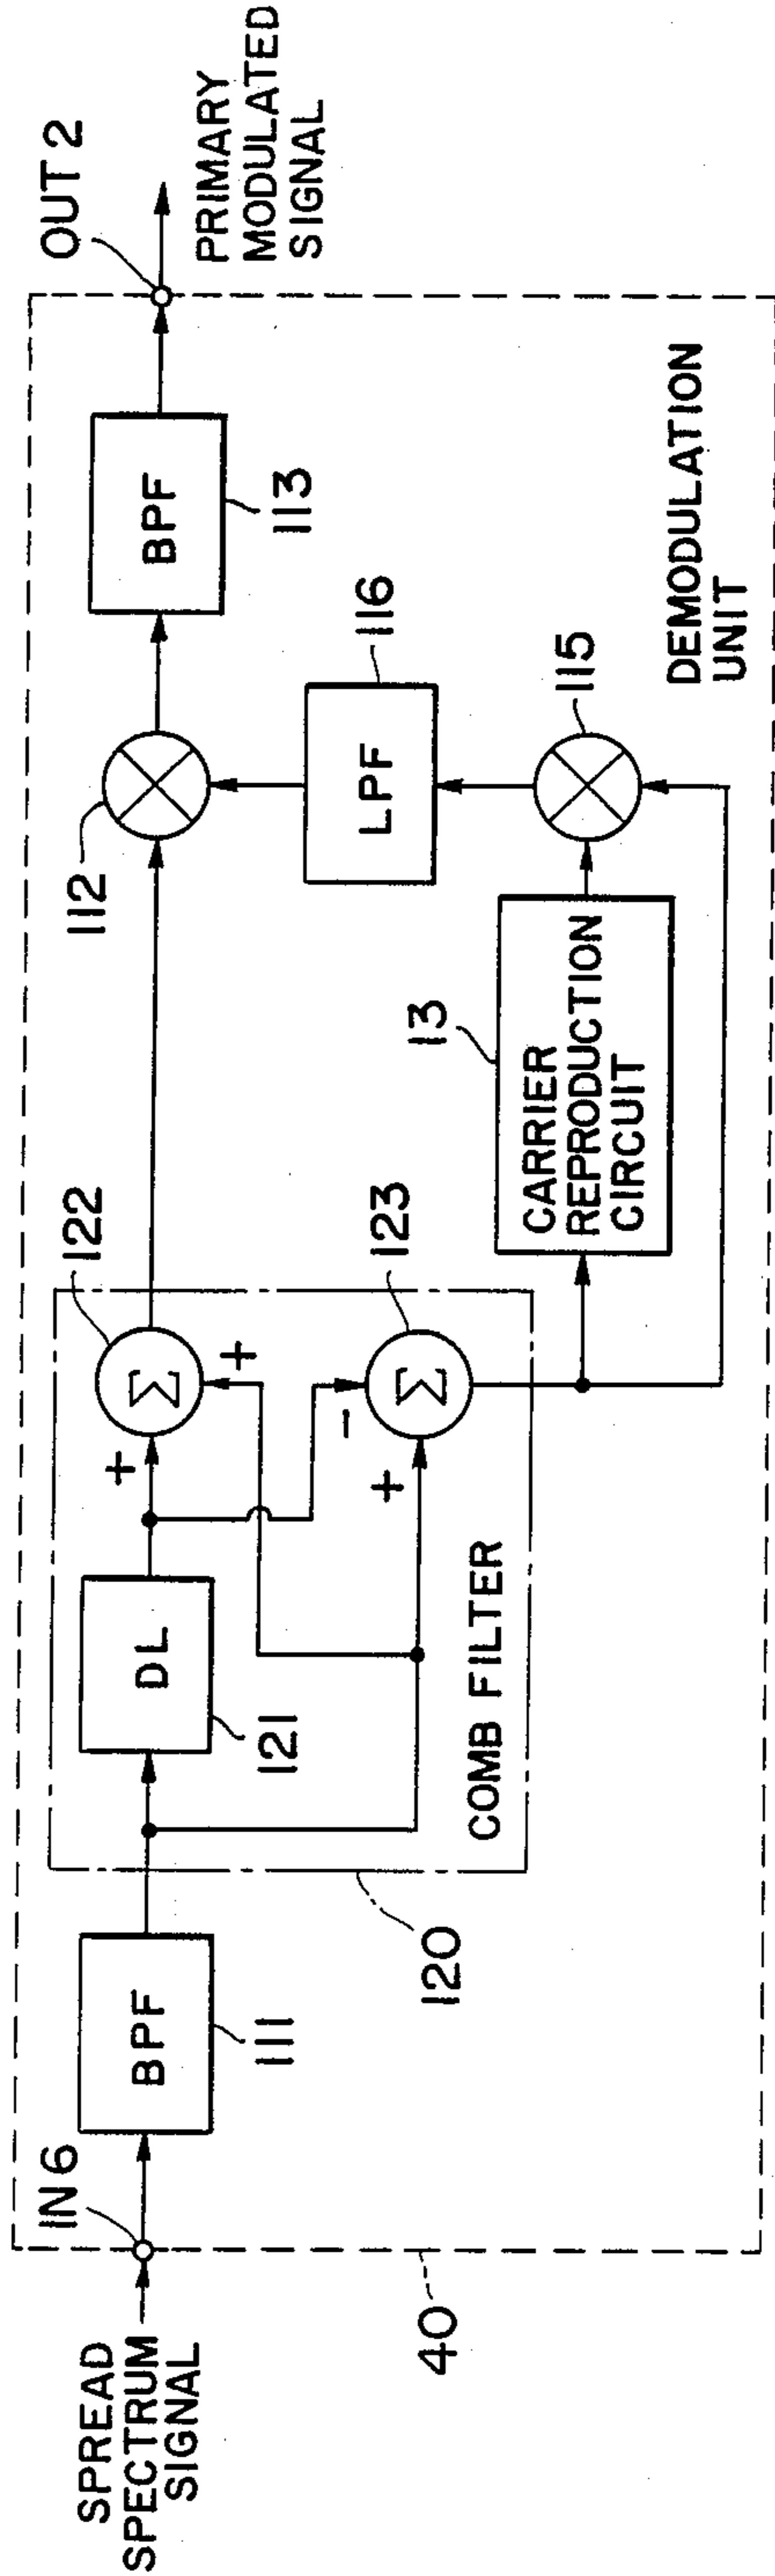 SPREAD
SPECTRUM
SIGNAL
IN 6
40
BPF
111
120
DL
121
COMB FILTER
+
Σ
122
+
-
+
Σ
123
13
CARRIER
REPRODUCTION
CIRCUIT
112
LPF
116
115
BPF
113
DEMODULATION
UNIT
OUT 2
PRIMARY
MODULATED
SIGNAL